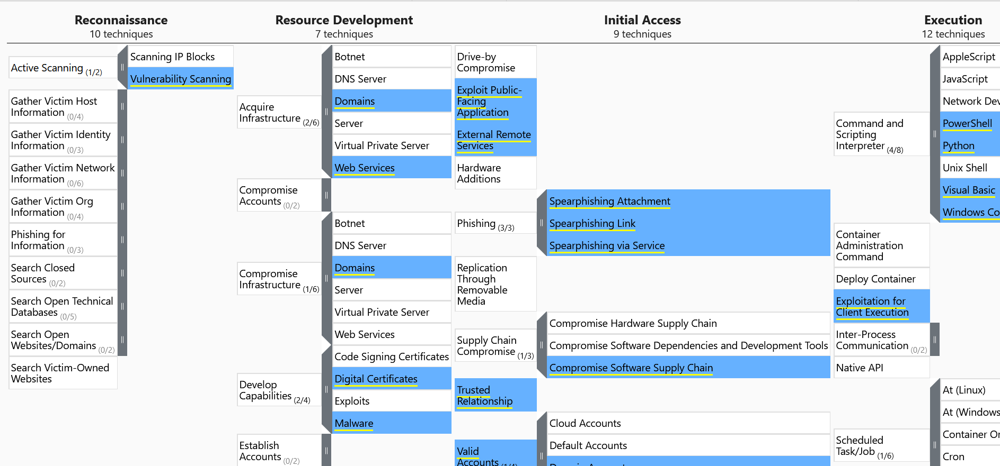 Reconnaissance
10 techniques
Active Scanning (1/2)
Scanning IP Blocks
Vulnerability Scanning
Gather Victim Host
Information (0/4)
Gather Victim Identity
Information (0/3)
Gather Victim Network
Information (0/6)
Gather Victim Org
Information (0/4)
Phishing for
Information (0/3)
Search Closed
Sources (0/2)
Search Open Technical
Databases (0/5)
Search Open
Websites/Domains (0/2)
Search Victim-Owned
Websites
Resource Development
7 techniques
Acquire
Infrastructure (2/6)
Botnet
DNS Server
Domains
Server
Virtual Private Server
Web Services
Compromise
Accounts (0/2)
Compromise
Infrastructure (1/6)
Botnet
DNS Server
Domains
Server
Virtual Private Server
Web Services
Develop
Capabilities (2/4)
Code Signing Certificates
Digital Certificates
Exploits
Malware
Establish
Accounts (0/2)
Initial Access
9 techniques
Drive-by
Compromise
Exploit Public-
Facing
Application
External Remote
Services
Hardware
Additions
Phishing (3/3)
Spearphishing Attachment
Spearphishing Link
Spearphishing via Service
Replication
Through
Removable
Media
Supply Chain
Compromise (1/3)
Compromise Hardware Supply Chain
Compromise Software Dependencies and Development Tools
Compromise Software Supply Chain
Trusted
Relationship
Valid
Accounts (1/4)
Cloud Accounts
Default Accounts
Execution
12 techniques
Command and
Scripting
Interpreter (4/8)
AppleScript
JavaScript
Network Dev
PowerShell
Python
Unix Shell
Visual Basic
Windows Co
Container
Administration
Command
Deploy Container
Exploitation for
Client Execution
Inter-Process
Communication (0/2)
Native API
Scheduled
Task/Job (1/6)
At (Linux)
At (Windows
Container Or
Cron